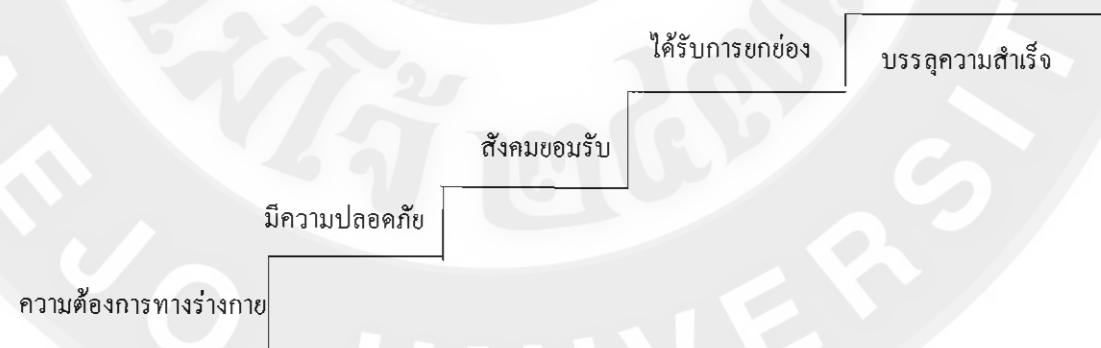 ได้รับการยกย่อง
บรรลุความสำเร็จ
สังคมยอมรับ
มีความปลอดภัย
ความต้องการทางร่างกาย